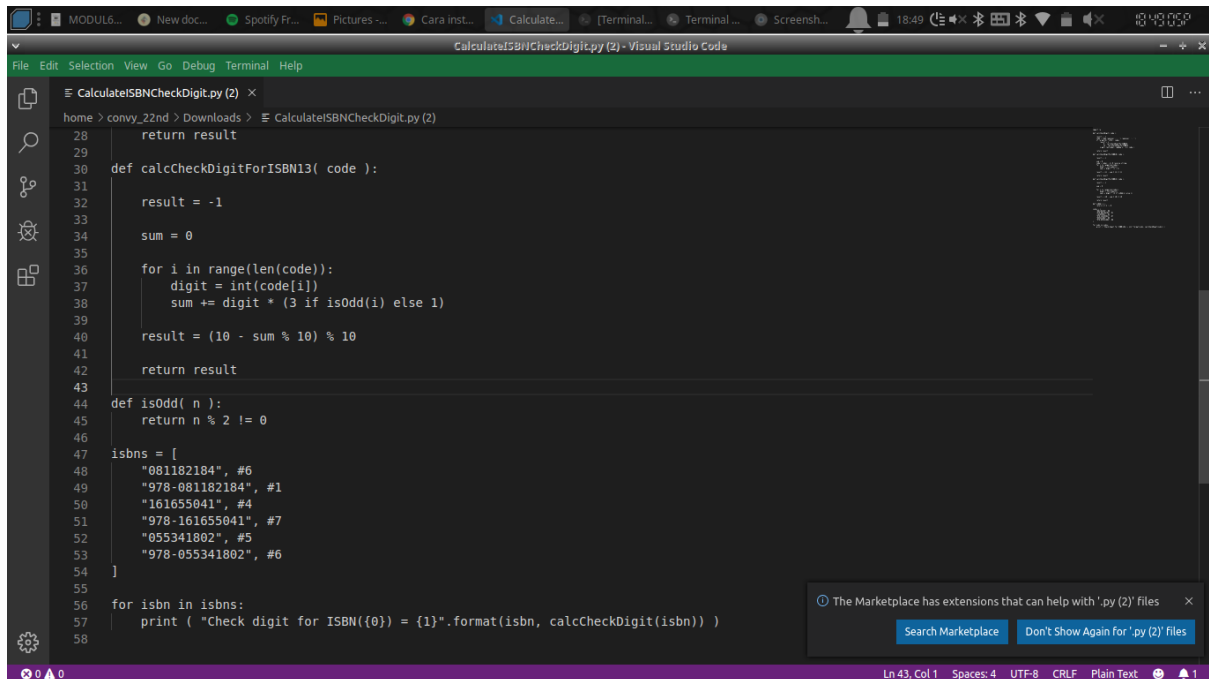 MODUL6... New doc... Spotify Fr... Pictures -... Cara inst... Calculate... [Terminal... Terminal ... Screensh... 18:49 18:49:05P
CalculateISBNCheckDigit.py (2) - Visual Studio Code
File Edit Selection View Go Debug Terminal Help
CalculateISBNCheckDigit.py (2)
home > convy_22nd > Downloads > CalculateISBNCheckDigit.py (2)
28 return result
29
30 def calcCheckDigitForISBN13( code ):
31
32 result = -1
33
34 sum = 0
35
36 for i in range(len(code)):
37 digit = int(code[i])
38 sum += digit * (3 if isOdd(i) else 1)
39
40 result = (10 - sum % 10) % 10
41
42 return result
43
44 def isOdd( n ):
45 return n % 2 != 0
46
47 isbns = [
48 "081182184", #6
49 "978-081182184", #1
50 "161655041", #4
51 "978-161655041", #7
52 "055341802", #5
53 "978-055341802", #6
54 ]
55
56 for isbn in isbns:
57 print ( "Check digit for ISBN({0}) = {1}".format(isbn, calcCheckDigit(isbn)) )
58
The Marketplace has extensions that can help with '.py (2)' files
Search Marketplace Don't Show Again for '.py (2)' files
0 0 Ln 43, Col 1 Spaces: 4 UTF-8 CRLF Plain Text 1